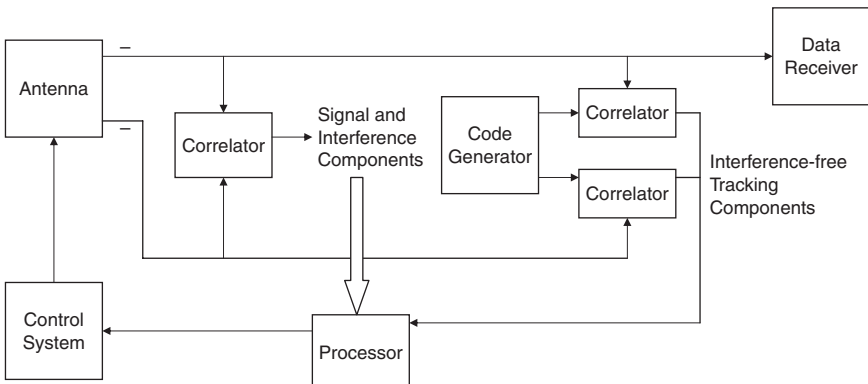 –
Data
Receiver
Antenna
–
Correlator
Signal and
Interference
Components
Code
Generator
Correlator
Correlator
Interference-free
Tracking
Components
Control
System
Processor